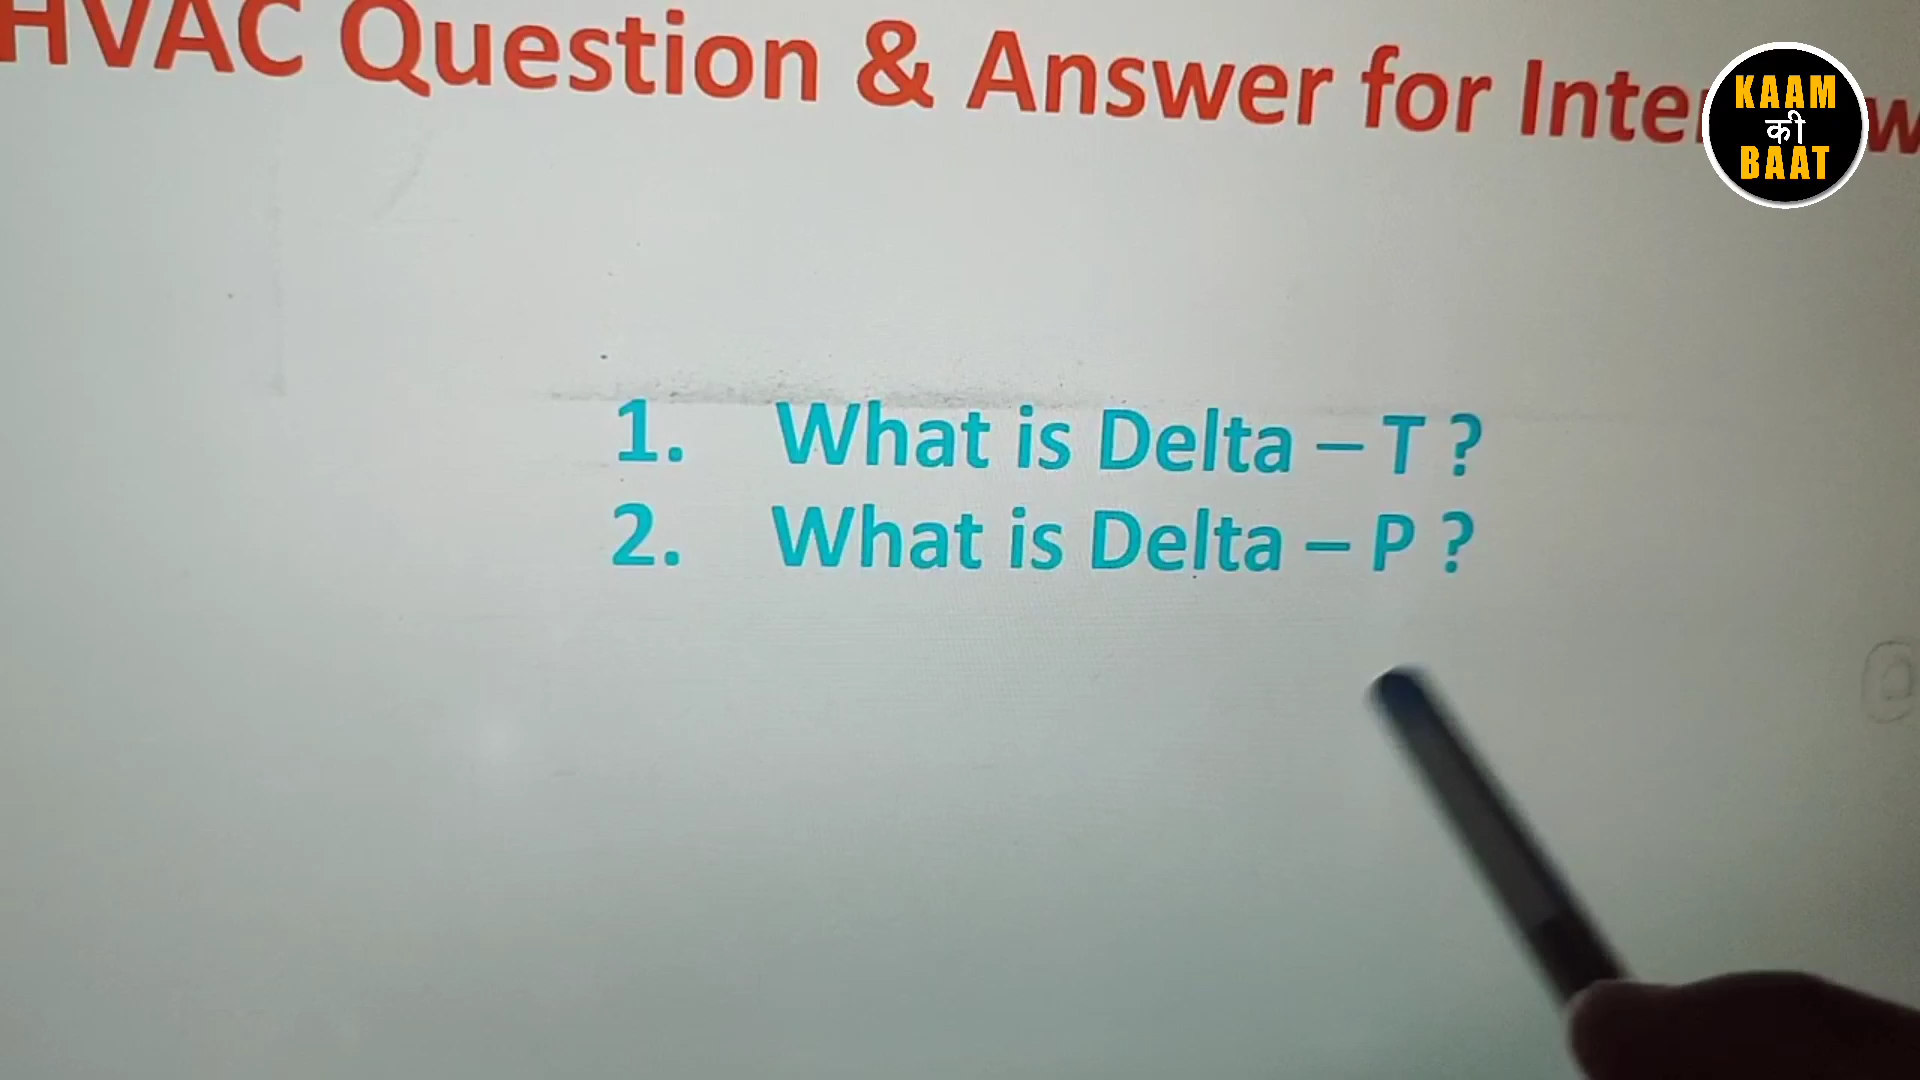 HVAC Question & Answer for Inte w
KAAM
की
BAAT
1. What is Delta – T ?
2. What is Delta – P ?